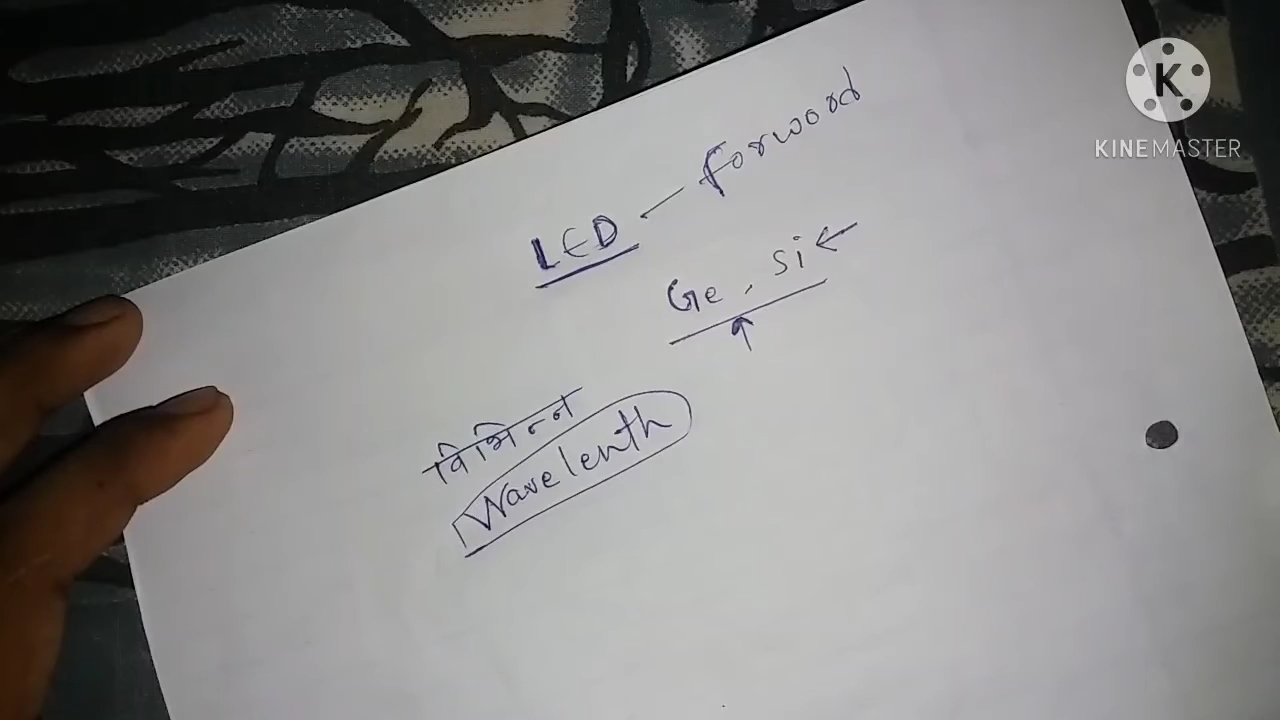 LED - forword
Ge, Si ←
↑
विभिन्न
Wavelenth
K
KINEMASTER